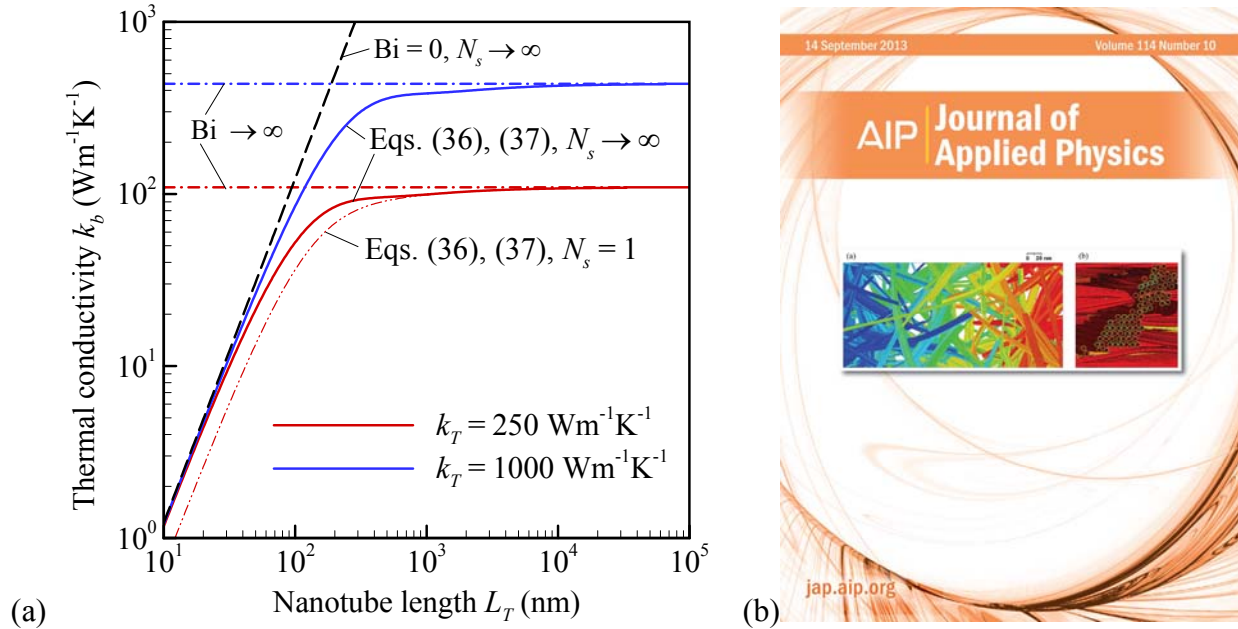 10³
10²
10¹
10⁰
Thermal conductivity k_b (Wm⁻¹K⁻¹)
Bi = 0, N_s → ∞
Bi → ∞
Eqs. (36), (37), N_s → ∞
Eqs. (36), (37), N_s = 1
k_T = 250 Wm⁻¹K⁻¹
k_T = 1000 Wm⁻¹K⁻¹
10¹ 10² 10³ 10⁴ 10⁵
Nanotube length L_T (nm)
(a)
14 September 2013 Volume 114 Number 10
AIP Journal of
Applied Physics
(a) (b)
jap.aip.org
(b)